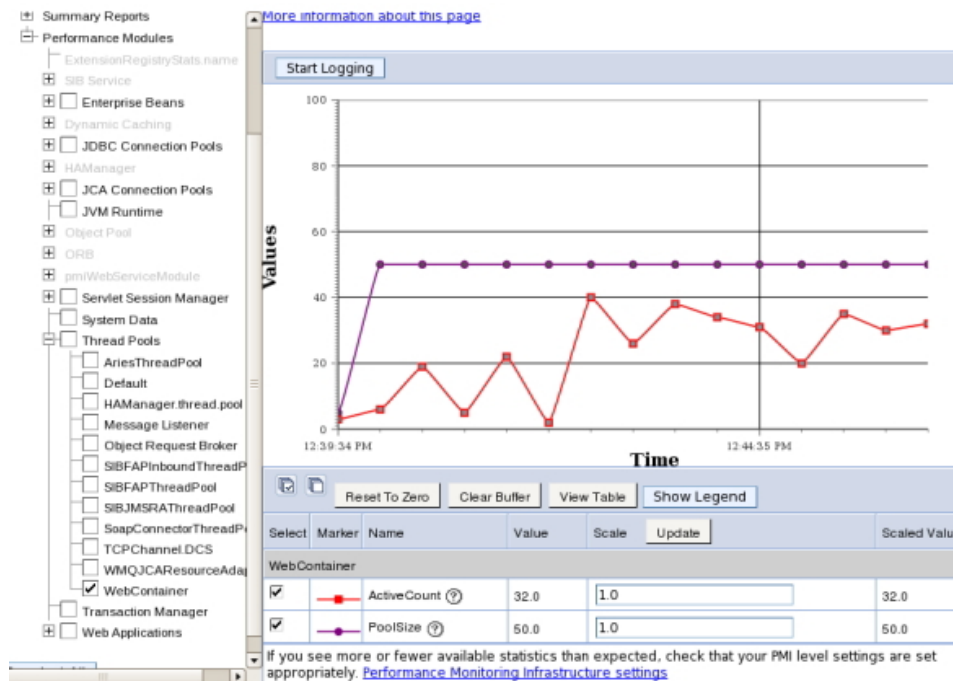 Summary Reports
Performance Modules
ExtensionRegistryStats.name
SIB Service
Enterprise Beans
Dynamic Caching
JDBC Connection Pools
HAManager
JCA Connection Pools
JVM Runtime
Object Pool
ORB
pmiWebServiceModule
Servlet Session Manager
System Data
Thread Pools
AriesThreadPool
Default
HAManager.thread.pool
Message Listener
Object Request Broker
SIBFAPInboundThreadP
SIBFAPThreadPool
SIBJMSRAThreadPool
SoapConnectorThreadP
TCPChannel.DCS
WMQJCAResourceAda
WebContainer
Transaction Manager
Web Applications
More information about this page
Start Logging
100
80
60
40
20
0
Values
12:39:34 PM 12:44:35 PM
Time
Reset To Zero Clear Buffer View Table Show Legend
Select Marker Name Value Scale Update Scaled Valu
WebContainer
ActiveCount ? 32.0 1.0 32.0
PoolSize ? 50.0 1.0 50.0
If you see more or fewer available statistics than expected, check that your PMI level settings are set
appropriately. Performance Monitoring Infrastructure settings